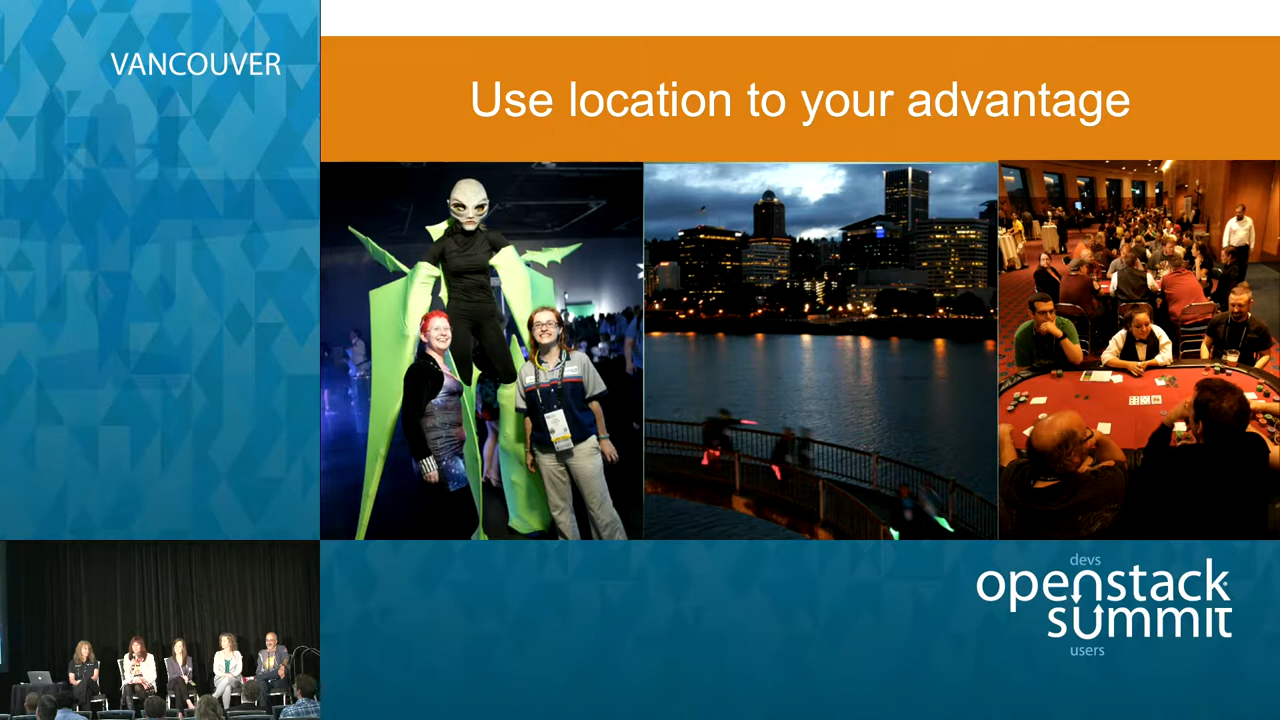 VANCOUVER
Use location to your advantage
devs
openstack
summit
users